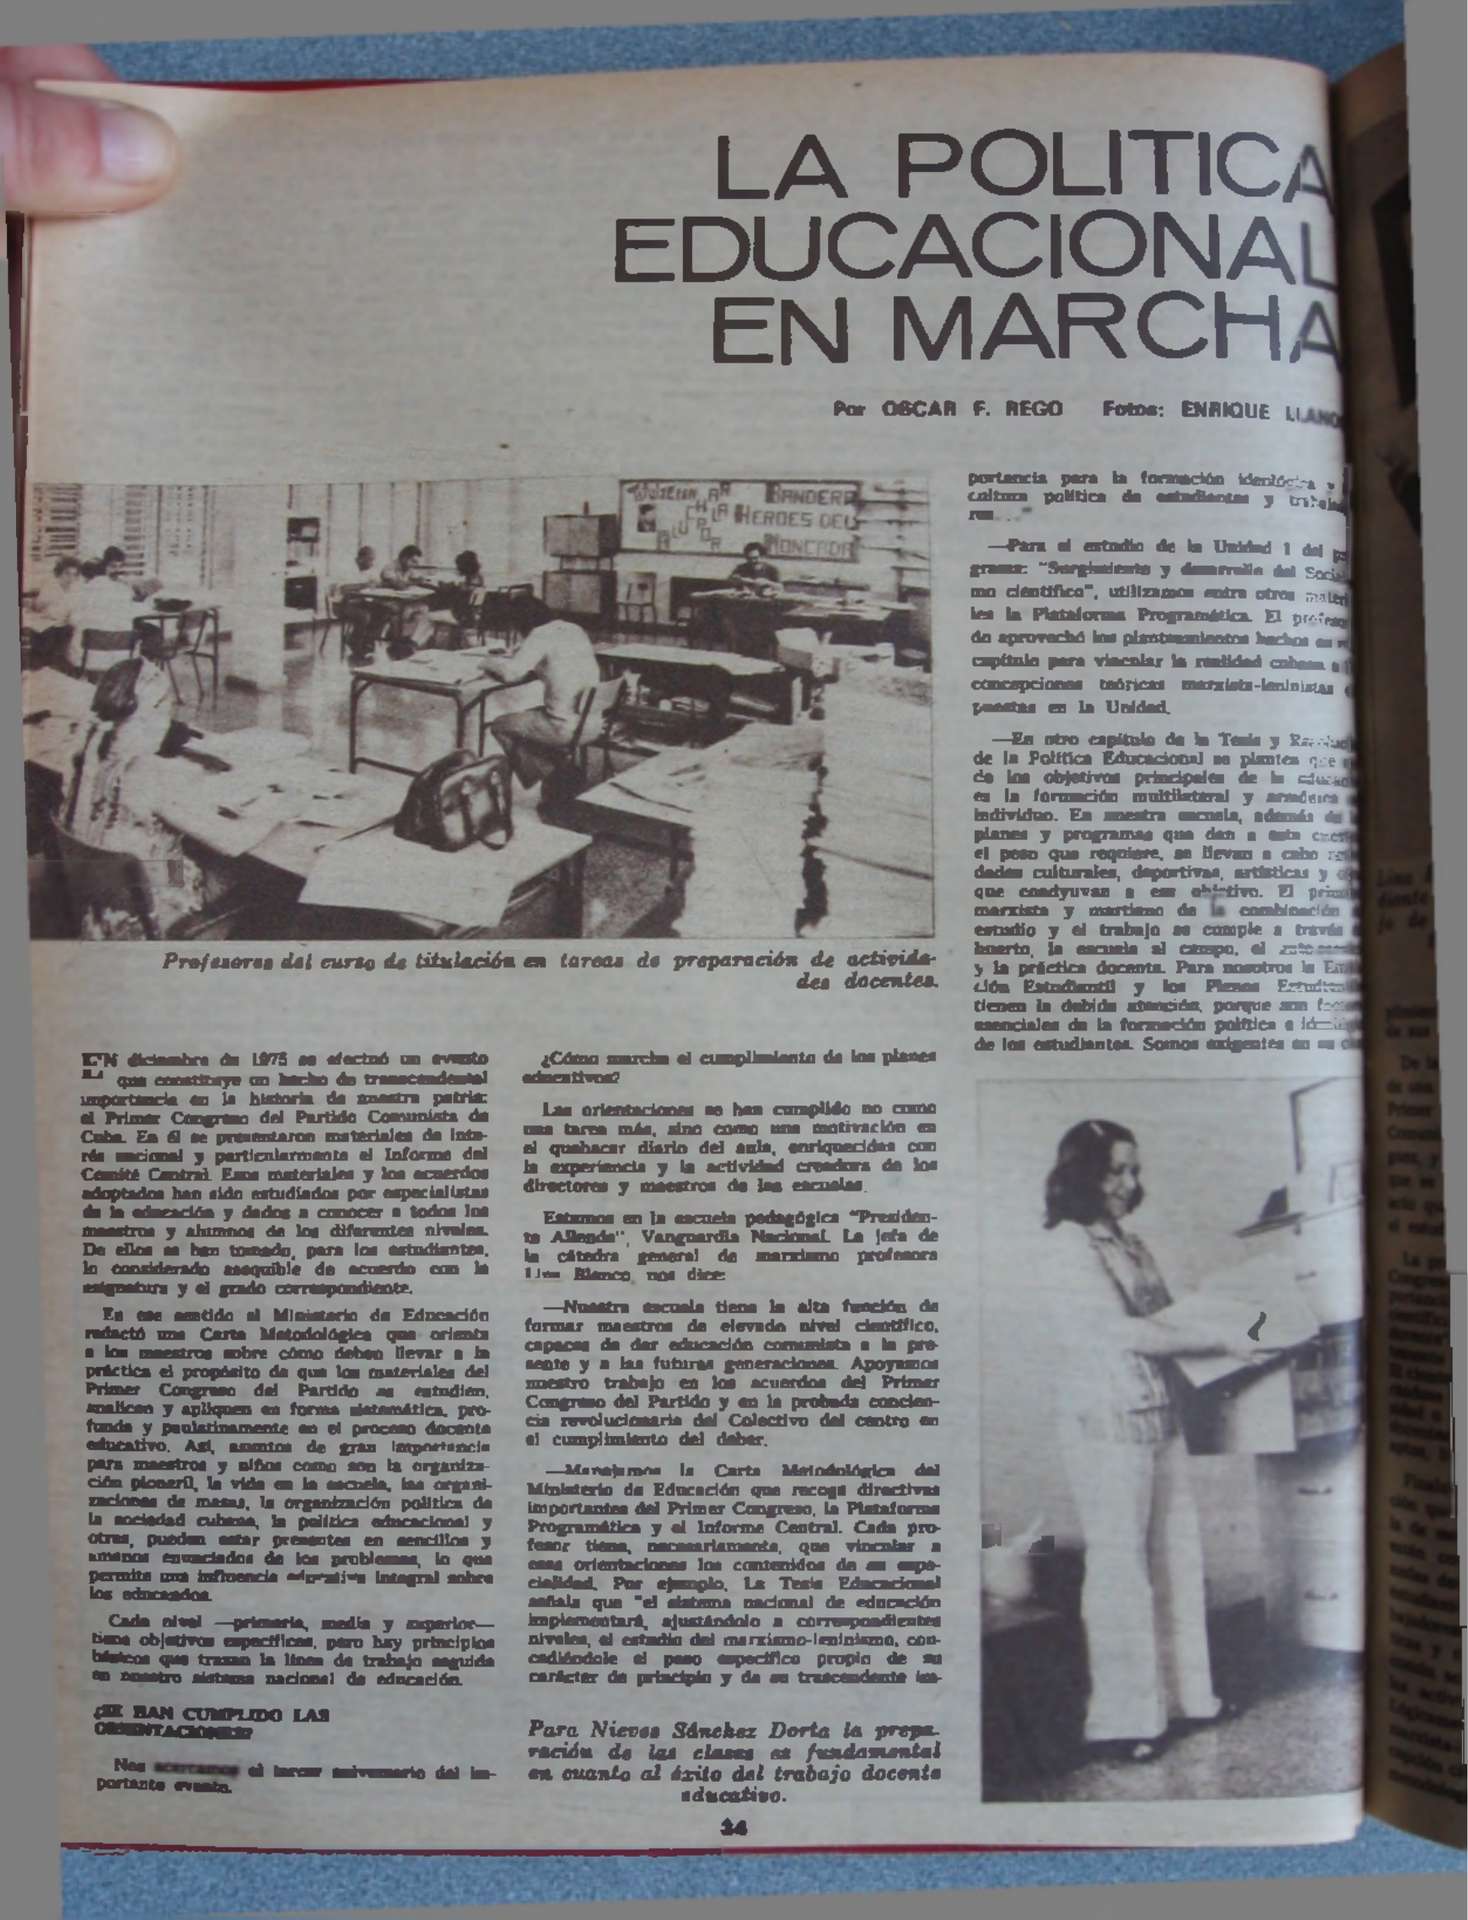 LA POLITICA
EDUCACIONAL
EN MARCHA
Por OSCAR F. REGO Fotos: ENRIQUE LLANO
BANDERA
HEROES DEL
MONCADA
Profesores del curso de titulación en tareas de preparación de activida-
des docentes.
EN diciembre de 1975 se efectuó un evento
que constituye un hecho de transcendental
importancia en la historia de nuestra patria:
el Primer Congreso del Partido Comunista de
Cuba. En él se presentaron materiales de inte-
rés nacional y particularmente el Informe del
Comité Central. Esos materiales y los acuerdos
adoptados han sido estudiados por especialistas
de la educación y dados a conocer a todos los
maestros y alumnos de los diferentes niveles.
De ellos se han tomado, para los estudiantes,
lo considerado asequible de acuerdo con la
asignatura y el grado correspondiente.
En ese sentido el Ministerio de Educación
redactó una Carta Metodológica que orienta
a los maestros sobre cómo deben llevar a la
práctica el propósito de que los materiales del
Primer Congreso del Partido se estudien,
analicen y apliquen en forma sistemática, pro-
funda y paulatinamente en el proceso docente
educativo. Así, asuntos de gran importancia
para maestros y niños como son la organiza-
ción pioneril, la vida en la escuela, las organi-
zaciones de masas, la organización política de
la sociedad cubana, la política educacional y
otras, pueden estar presentes en sencillos y
amenos enunciados de los problemas, lo que
permite una influencia educativa integral sobre
los educandos.
Cada nivel —primaria, media y superior—
tiene objetivos específicos, pero hay principios
básicos que trazan la línea de trabajo seguida
en nuestro sistema nacional de educación.
¿SE HAN CUMPLIDO LAS
ORIENTACIONES?
Nos acercamos al tercer aniversario del im-
portante evento.
¿Cómo marcha el cumplimiento de los planes
educativos?
Las orientaciones se han cumplido no como
una tarea más, sino como una motivación en
el quehacer diario del aula, enriquecidas con
la experiencia y la actividad creadora de los
directores y maestros de las escuelas.
Estamos en la escuela pedagógica "Presiden-
te Allende", Vanguardia Nacional. La jefa de
la cátedra general de marxismo profesora
Lina Blanco, nos dice:
—Nuestra escuela tiene la alta función de
formar maestros de elevado nivel científico,
capaces de dar educación comunista a la pre-
sente y a las futuras generaciones. Apoyamos
nuestro trabajo en los acuerdos del Primer
Congreso del Partido y en la probada concien-
cia revolucionaria del Colectivo del centro en
el cumplimiento del deber.
—Manejamos la Carta Metodológica del
Ministerio de Educación que recoge directivas
importantes del Primer Congreso, la Plataforma
Programática y el Informe Central. Cada pro-
fesor tiene, necesariamente, que vincular a
esas orientaciones los contenidos de su espe-
cialidad. Por ejemplo, La Tesis Educacional
señala que "el sistema nacional de educación
implementará, ajustándolo a correspondientes
niveles, el estudio del marxismo-leninismo, con-
cediéndole el peso específico propio de su
carácter de principio y de su trascendente im-
Para Nieves Sánchez Dorta la prepa-
ración de las clases es fundamental
en cuanto al éxito del trabajo docente
educativo.
portancia para la formación ideológica y
cultura política de estudiantes y
res..."
—Para el estudio de la Unidad 1 del
grama: "Surgimiento y desarrollo del Social
mo científico", utilizamos entre otros materi
les la Plataforma Programática. El profeso
do aprovechó los planteamientos hechos en
capítulo para vincular la realidad cubana a
concepciones teóricas marxista-leninistas
puestas en la Unidad.
—En otro capítulo de la Tesis y
de la Política Educacional se plantea que
de los objetivos principales de la educac
es la formación multilateral y armónica
individuo. En nuestra escuela, además de
planes y programas que dan a esta
el peso que requiere, se llevan a cabo
dades culturales, deportivas, artísticas y
que coadyuvan a ese objetivo. El
marxista y martiano de la combinación
estudio y el trabajo se cumple a través
huerto, la escuela al campo, el
y la práctica docente. Para nosotros la
ción Estudiantil y los Plenos
tienen la debida atención, porque son
esenciales de la formación política e
de los estudiantes. Somos exigentes en su
34